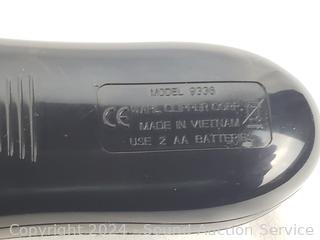 MODEL 9336
CE WAHL CLIPPER CORP.
MADE IN VIETNAM
USE 2 AA BATTERIES
Copyright 2024 - Sound Auction Service